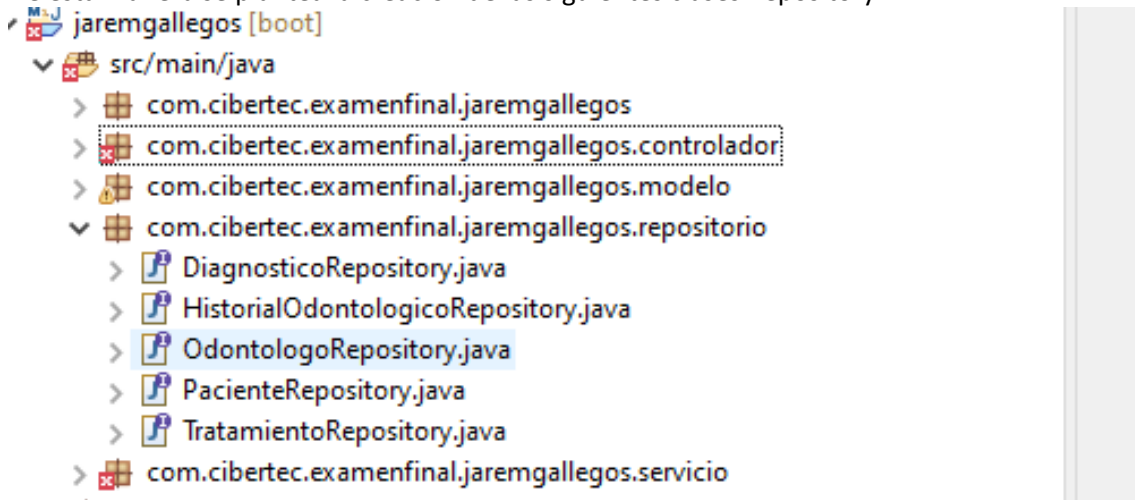 jaremgallegos [boot]
src/main/java
com.cibertec.examenfinal.jaremgallegos
com.cibertec.examenfinal.jaremgallegos.controlador
com.cibertec.examenfinal.jaremgallegos.modelo
com.cibertec.examenfinal.jaremgallegos.repositorio
DiagnosticoRepository.java
HistorialOdontologicoRepository.java
OdontologoRepository.java
PacienteRepository.java
TratamientoRepository.java
com.cibertec.examenfinal.jaremgallegos.servicio